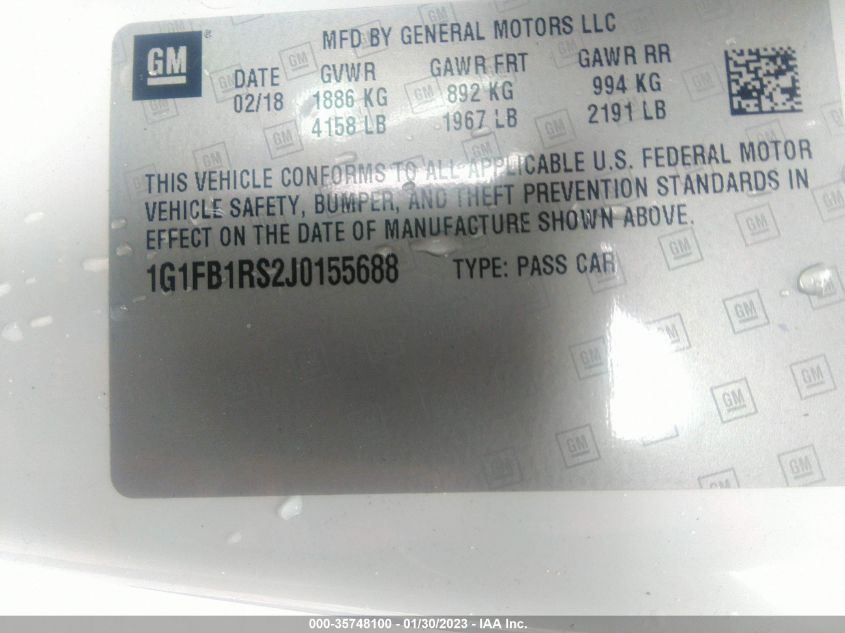 GM
MFD BY GENERAL MOTORS LLC
DATE GVWR GAWR FRT GAWR RR
02/18 1886 KG 892 KG 994 KG
4158 LB 1967 LB 2191 LB
THIS VEHICLE CONFORMS TO ALL APPLICABLE U.S. FEDERAL MOTOR
VEHICLE SAFETY, BUMPER, AND THEFT PREVENTION STANDARDS IN
EFFECT ON THE DATE OF MANUFACTURE SHOWN ABOVE.
1G1FB1RS2J0155688 TYPE: PASS CAR
000-35748100 - 01/30/2023 - IAA Inc.